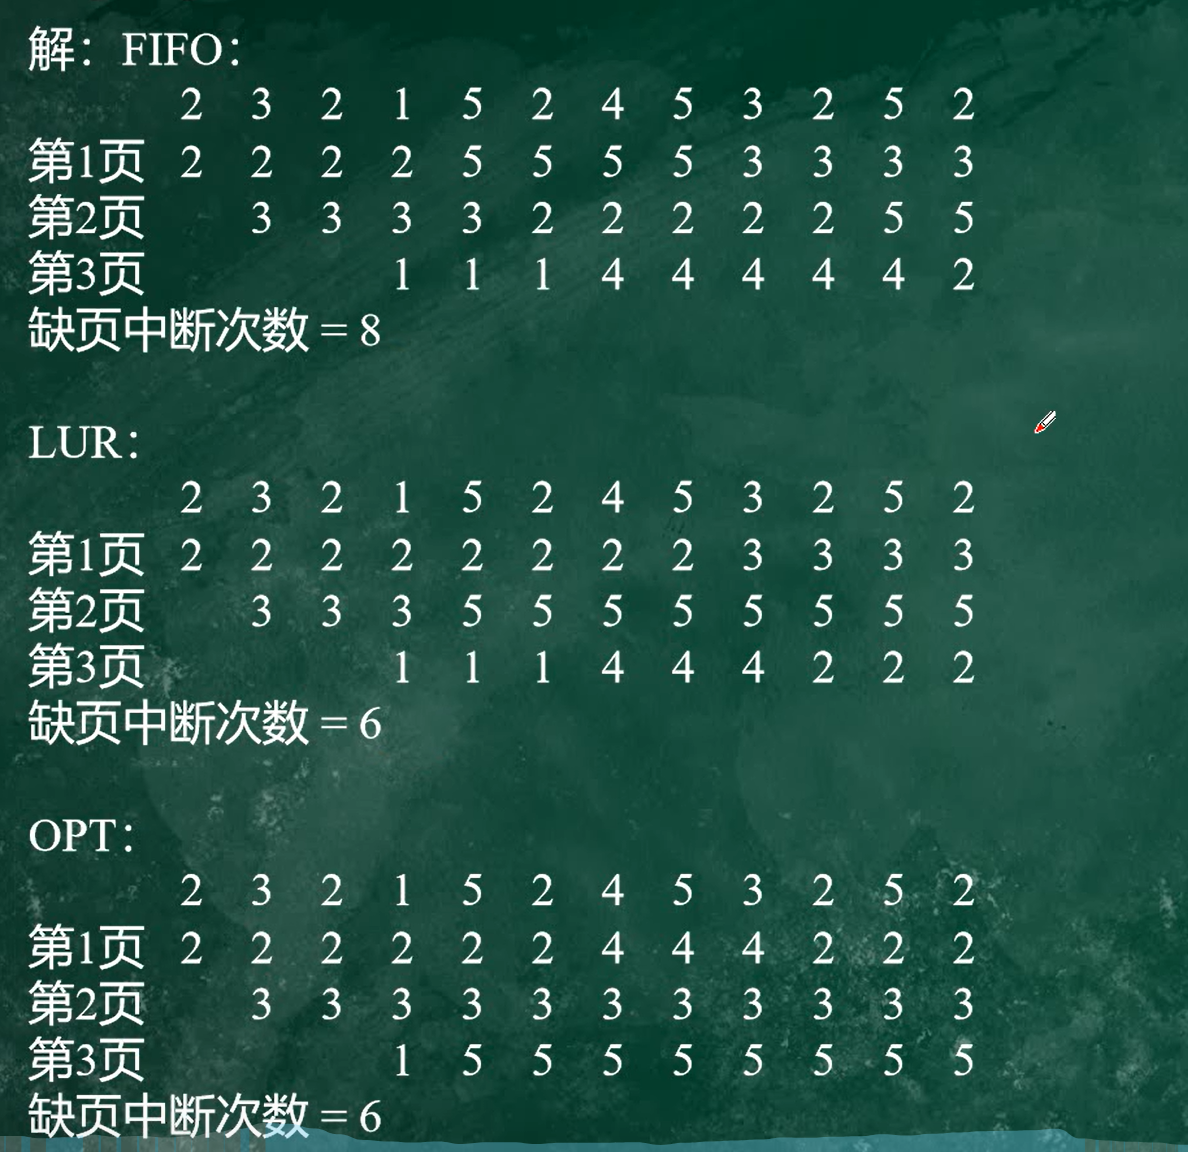 解：FIFO：
2 3 2 1 5 2 4 5 3 2 5 2
第1页 2 2 2 2 5 5 5 5 3 3 3 3
第2页 3 3 3 3 2 2 2 2 2 5 5
第3页 1 1 1 4 4 4 4 4 2
缺页中断次数 = 8
LUR：
2 3 2 1 5 2 4 5 3 2 5 2
第1页 2 2 2 2 2 2 2 2 3 3 3 3
第2页 3 3 3 5 5 5 5 5 5 5 5
第3页 1 1 1 4 4 4 2 2 2
缺页中断次数 = 6
OPT：
2 3 2 1 5 2 4 5 3 2 5 2
第1页 2 2 2 2 2 2 4 4 4 2 2 2
第2页 3 3 3 3 3 3 3 3 3 3 3
第3页 1 5 5 5 5 5 5 5 5
缺页中断次数 = 6